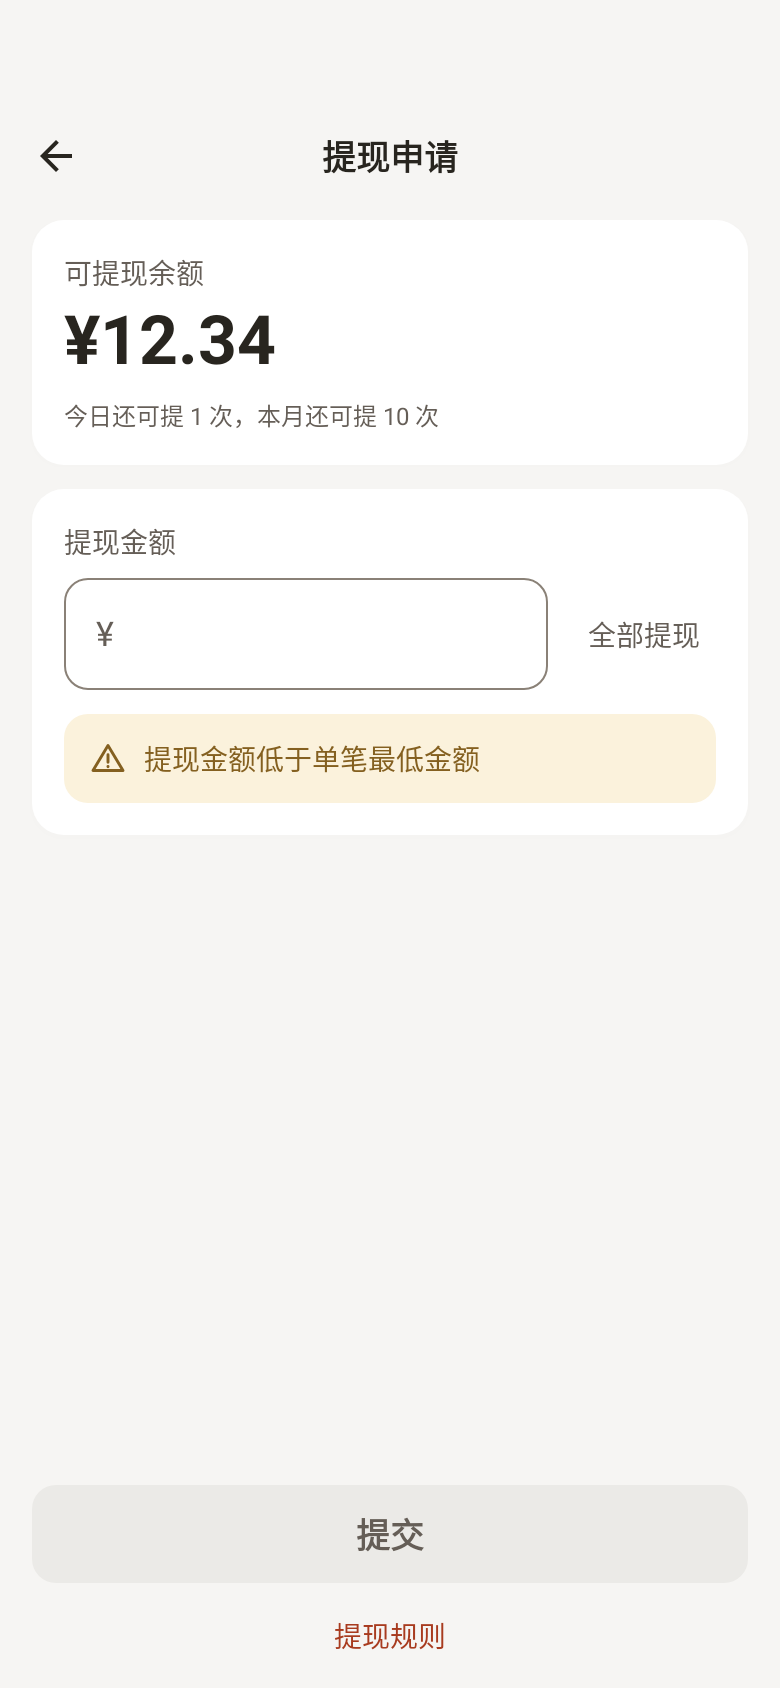 提现申请
可提现余额
¥12.34
今日还可提 1 次，本月还可提 10 次
提现金额
¥
全部提现
提现金额低于单笔最低金额
提交
提现规则